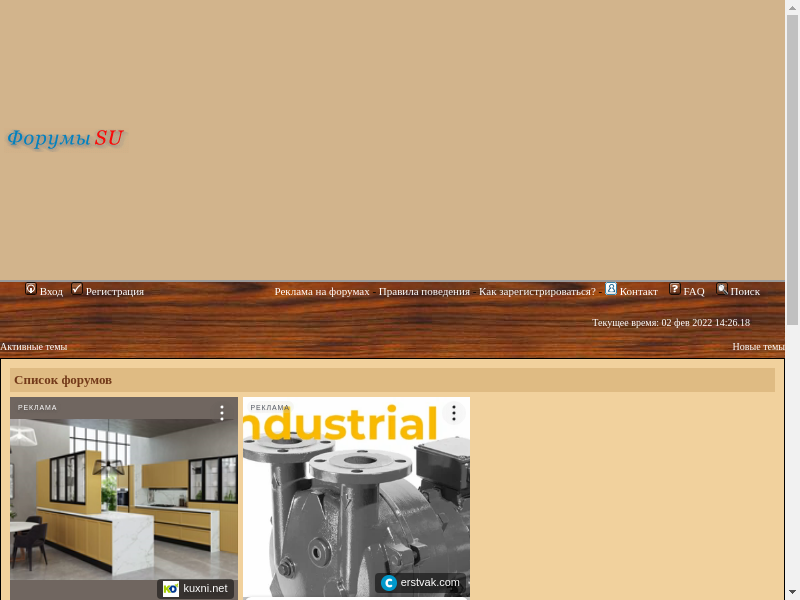 Форумы SU
Вход Регистрация Реклама на форумах - Правила поведения - Как зарегистрироваться? - Контакт FAQ Поиск
Текущее время: 02 фев 2022 14:26.18
Активные темы Новые темы
Список форумов
РЕКЛАМА РЕКЛАМА
ndustrial
kuxni.net erstvak.com